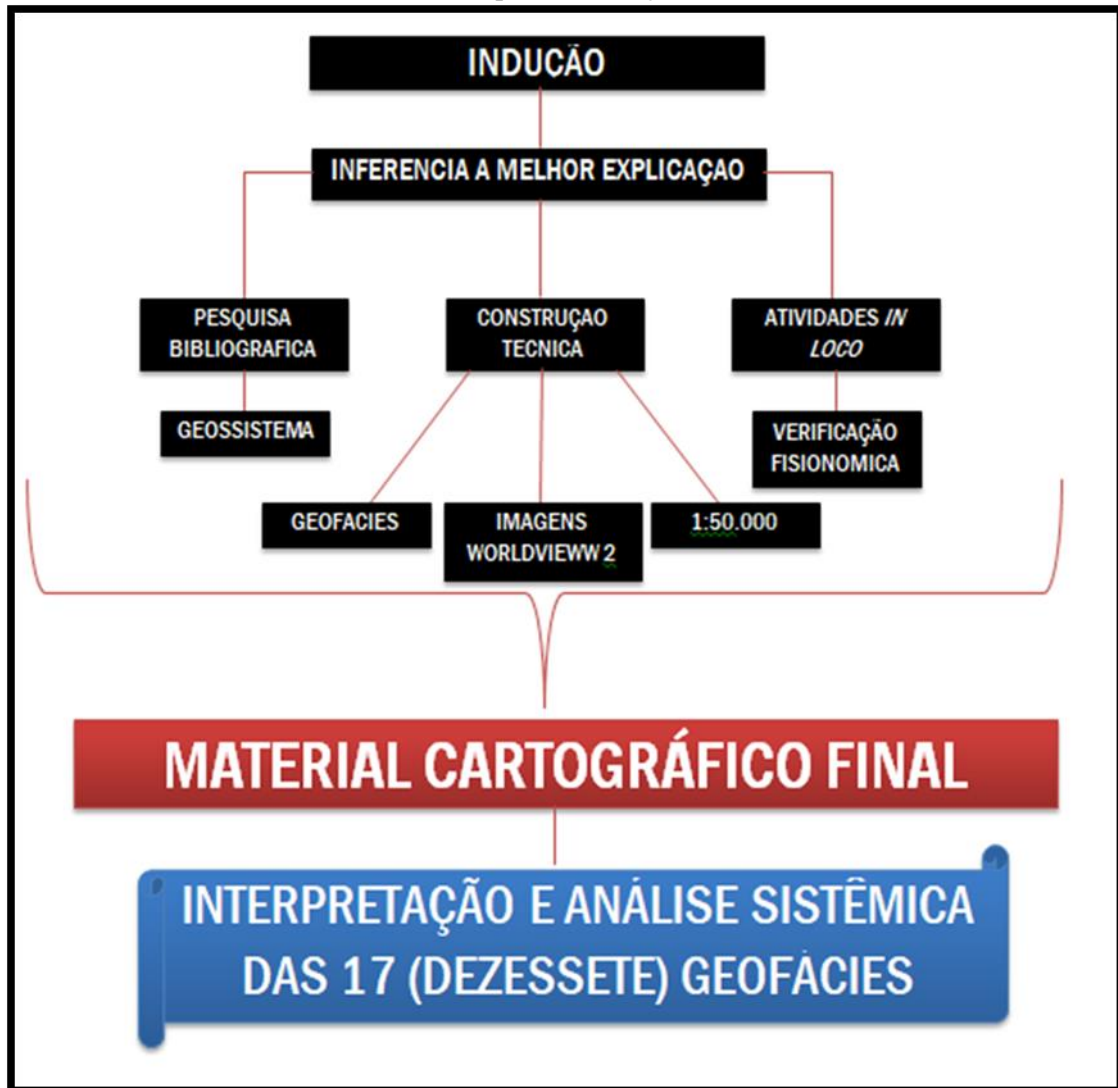 INDUCÃO
INFERENCIA A MELHOR EXPLICAÇAO
PESQUISA
BIBLIOGRAFICA
CONSTRUÇAO
TECNICA
ATIVIDADES IN
LOCO
GEOSSISTEMA
VERIFICAÇÃO
FISIONOMICA
GEOFACIES
IMAGENS
WORLDVIEWW 2
1:50.000
MATERIAL CARTOGRÁFICO FINAL
INTERPRETAÇÃO E ANÁLISE SISTÊMICA
DAS 17 (DEZESSETE) GEOFÁCIES